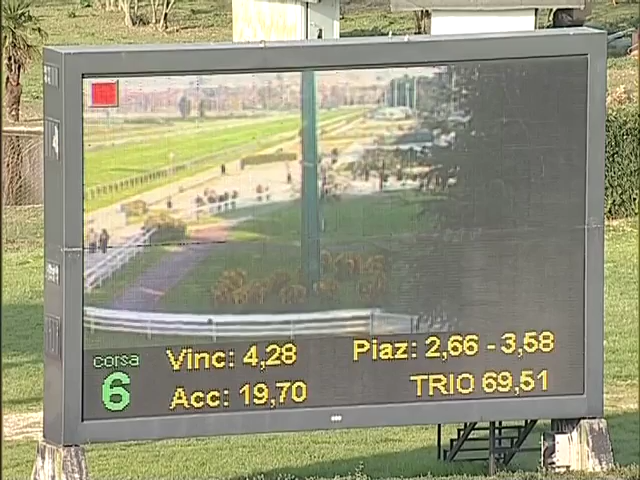 corsa
6
Vinc: 4,28
Piaz: 2,66 - 3,58
Acc: 19,70
TRIO 69,51